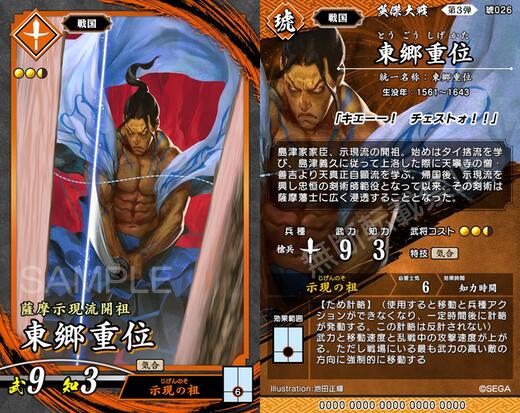 戦国
SAMPLE
薩摩示現流開祖
東郷重位
気合
武9 知3
じげんのそ
示現の祖
6
琥
戦国
英傑大戦
第3弾
琥026
とうごうしげかた
東郷重位
統一名称:東郷重位
生没年:1561~1643
「キエーー! チェストォ!!」
島津家家臣、示現流の開祖。始めはタイ捨流を学
び、島津義久に従って上洛した際に天寧寺の僧・
善吉より天真正自顕流を学ぶ。帰国後、示現流を
興し忠恒の剣術師範役となって以来、その剣術は
薩摩藩士に広く浸透することとなった。
兵種 武力 知力 武将コスト
槍兵 9 3 特技 気合
じげんのそ 必要士気 効果時間
示現の祖 6 知力時間
効果範囲
【ため計略】(使用すると移動と兵種アク
ションができなくなり、一定時間後に計略
が発動する。この計略は反計されない)
武力と移動速度と乱戦中の攻撃速度が上が
る。ただし戦場にいる最も武力の高い敵の方
向に強制的に移動する
Illustration:池田正輝
©SEGA
0000 0000 0000 0000 0000